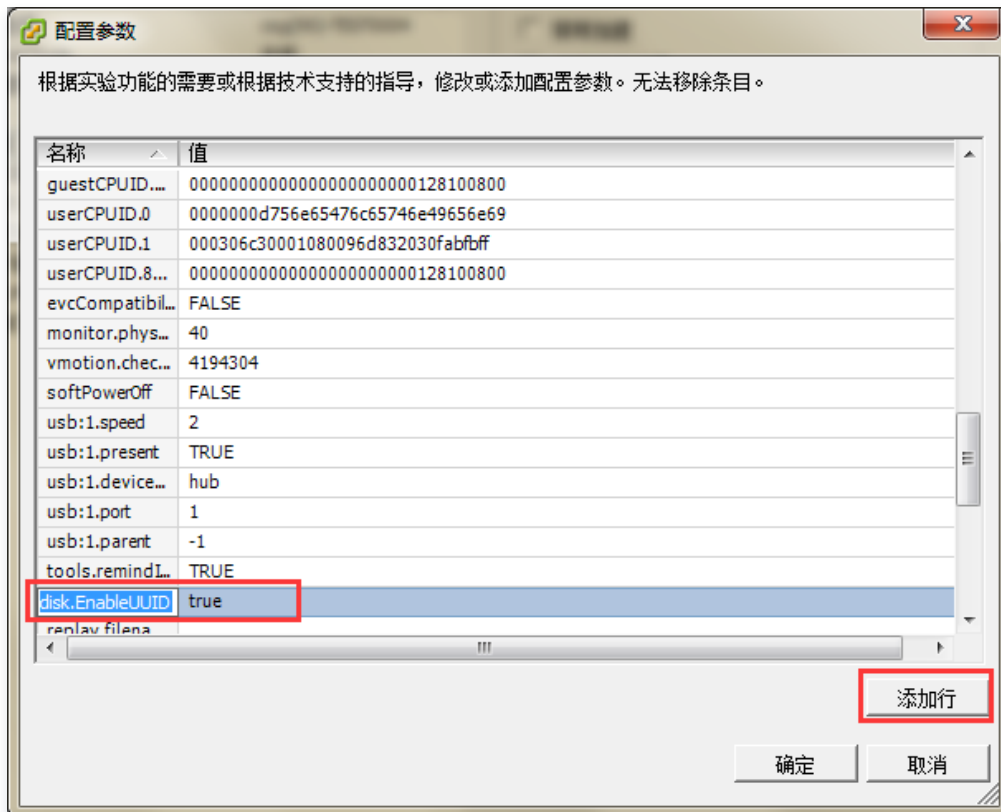 配置参数
根据实验功能的需要或根据技术支持的指导，修改或添加配置参数。无法移除条目。
名称 值
guestCPUID.... 00000000000000000000000128100800
userCPUID.0 0000000d756e65476c65746e49656e69
userCPUID.1 000306c30001080096d832030fabfbff
userCPUID.8... 00000000000000000000000128100800
evcCompatibil... FALSE
monitor.phys... 40
vmotion.chec... 4194304
softPowerOff FALSE
usb:1.speed 2
usb:1.present TRUE
usb:1.device... hub
usb:1.port 1
usb:1.parent -1
tools.remindI... TRUE
disk.EnableUUID true
replay.filena
添加行
确定 取消